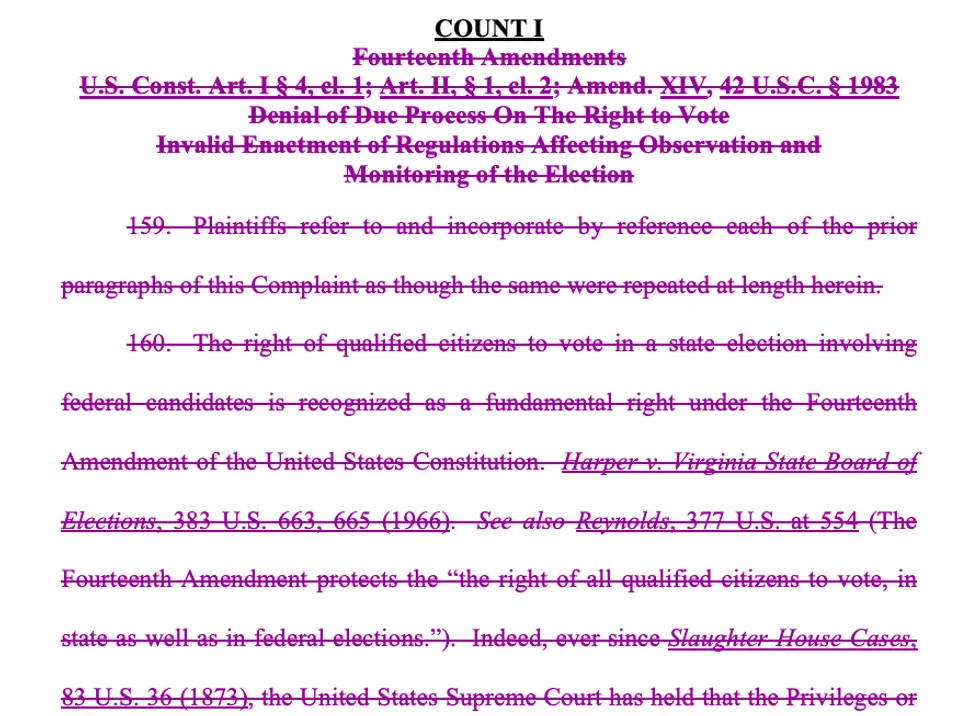 COUNT I
Fourteenth Amendments
U.S. Const. Art. I § 4, cl. 1; Art. II, § 1, cl. 2; Amend. XIV, 42 U.S.C. § 1983
Denial of Due Process On The Right to Vote
Invalid Enactment of Regulations Affecting Observation and
Monitoring of the Election
159. Plaintiffs refer to and incorporate by reference each of the prior
paragraphs of this Complaint as though the same were repeated at length herein.
160. The right of qualified citizens to vote in a state election involving
federal candidates is recognized as a fundamental right under the Fourteenth
Amendment of the United States Constitution. Harper v. Virginia State Board of
Elections, 383 U.S. 663, 665 (1966). See also Reynolds, 377 U.S. at 554 (The
Fourteenth Amendment protects the “the right of all qualified citizens to vote, in
state as well as in federal elections.”). Indeed, ever since Slaughter House Cases,
83 U.S. 36 (1873), the United States Supreme Court has held that the Privileges or